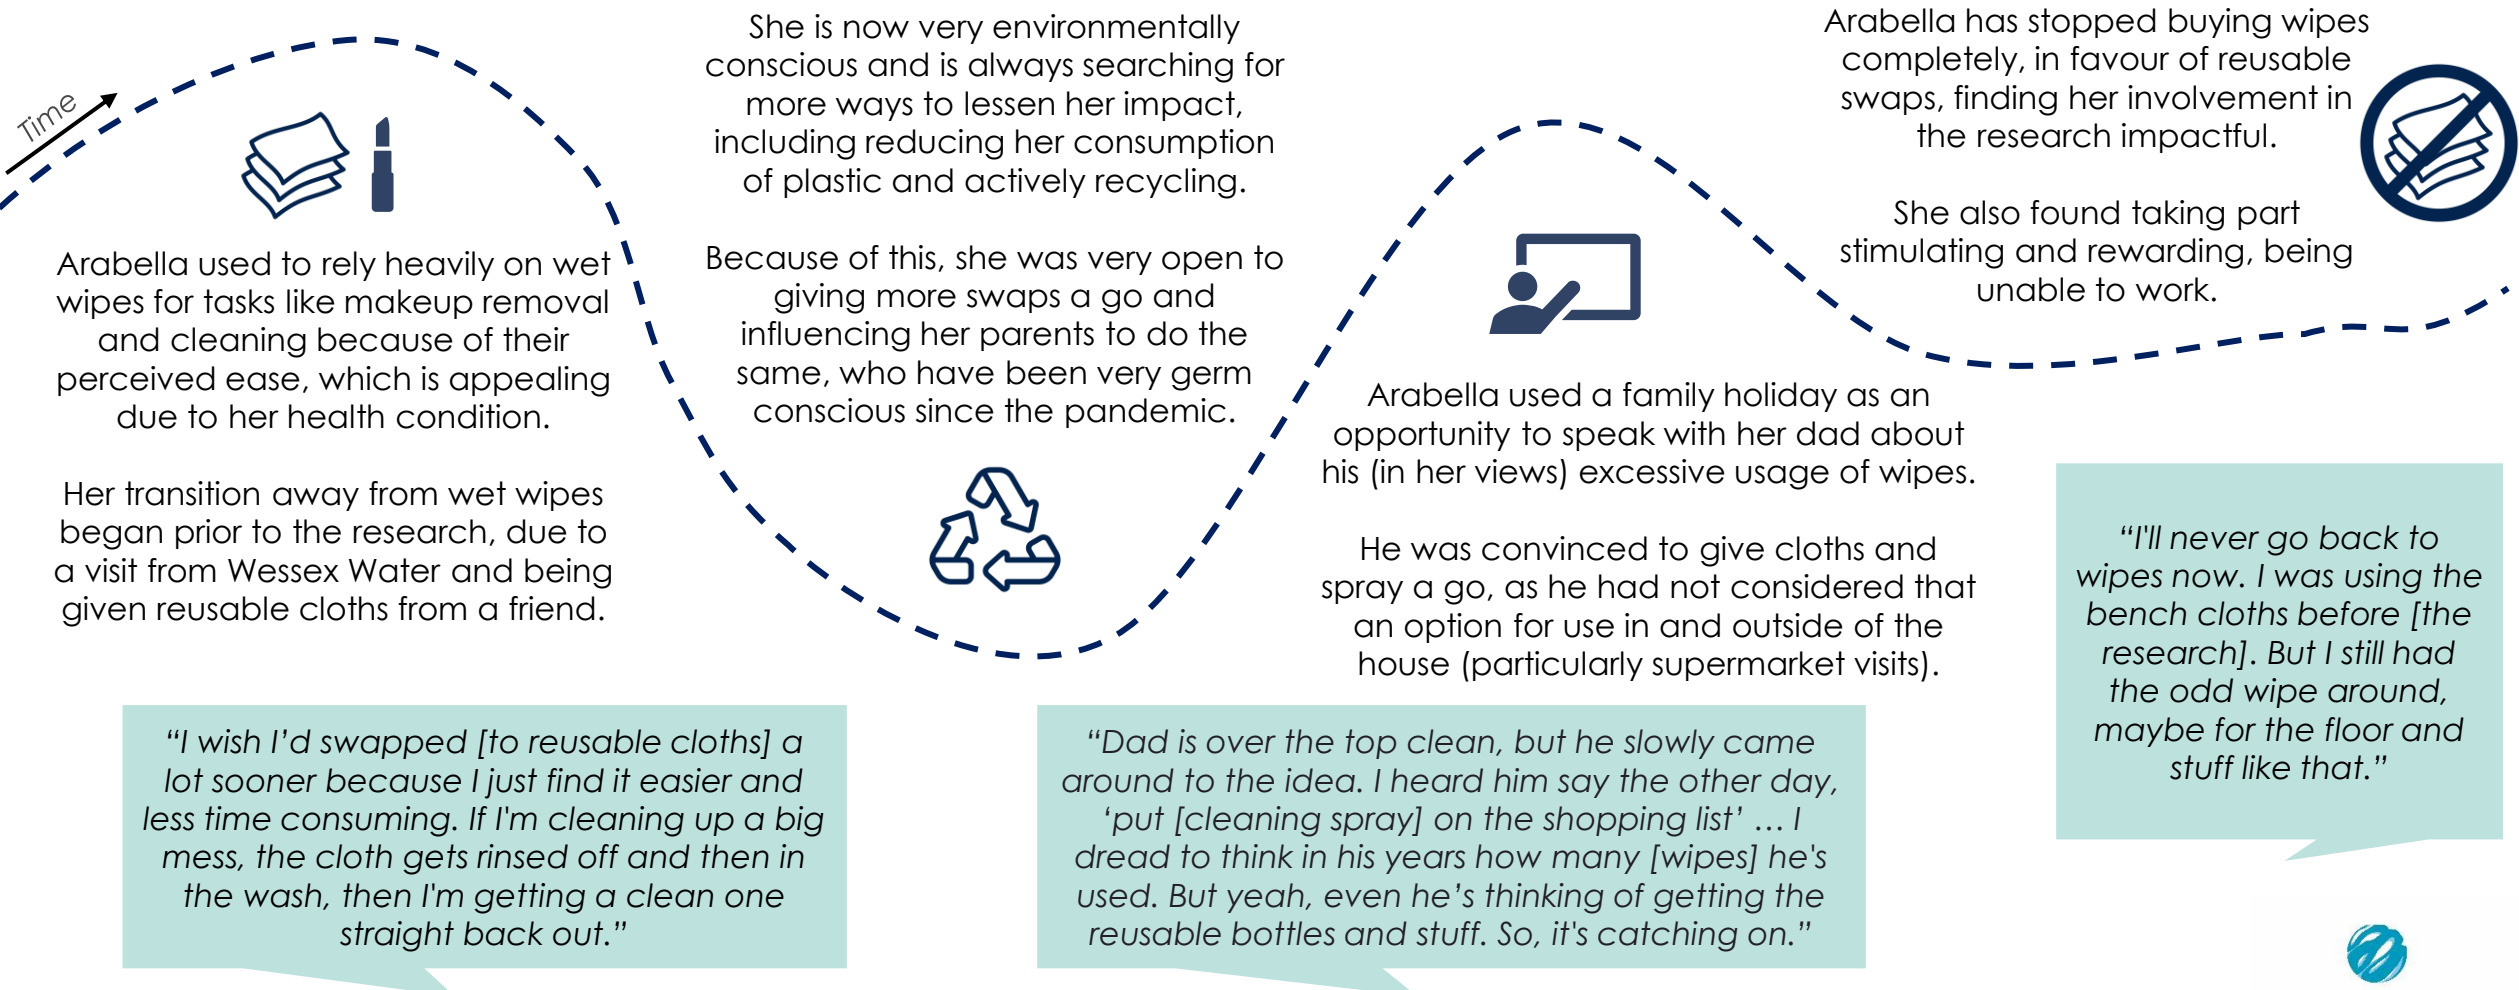 Time
Arabella used to rely heavily on wet
wipes for tasks like makeup removal
and cleaning because of their
perceived ease, which is appealing
due to her health condition.
Her transition away from wet wipes
began prior to the research, due to
a visit from Wessex Water and being
given reusable cloths from a friend.
“I wish I’d swapped [to reusable cloths] a
lot sooner because I just find it easier and
less time consuming. If I'm cleaning up a big
mess, the cloth gets rinsed off and then in
the wash, then I'm getting a clean one
straight back out.”
She is now very environmentally
conscious and is always searching for
more ways to lessen her impact,
including reducing her consumption
of plastic and actively recycling.
Because of this, she was very open to
giving more swaps a go and
influencing her parents to do the
same, who have been very germ
conscious since the pandemic.
Arabella used a family holiday as an
opportunity to speak with her dad about
his (in her views) excessive usage of wipes.
He was convinced to give cloths and
spray a go, as he had not considered that
an option for use in and outside of the
house (particularly supermarket visits).
“Dad is over the top clean, but he slowly came
around to the idea. I heard him say the other day,
‘put [cleaning spray] on the shopping list’ … I
dread to think in his years how many [wipes] he's
used. But yeah, even he’s thinking of getting the
reusable bottles and stuff. So, it's catching on.”
Arabella has stopped buying wipes
completely, in favour of reusable
swaps, finding her involvement in
the research impactful.
She also found taking part
stimulating and rewarding, being
unable to work.
“I'll never go back to
wipes now. I was using the
bench cloths before [the
research]. But I still had
the odd wipe around,
maybe for the floor and
stuff like that.”